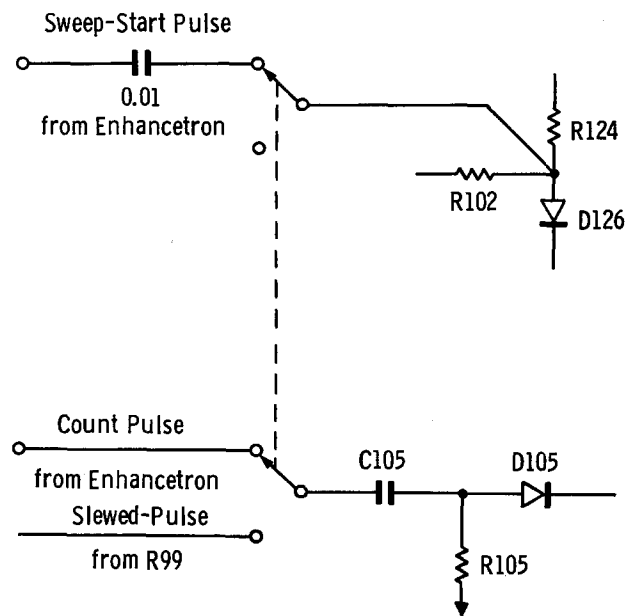 Sweep-Start Pulse
0.01
from Enhancetron
R124
R102
D126
Count Pulse
from Enhancetron
C105
D105
Slewed-Pulse
from R99
R105